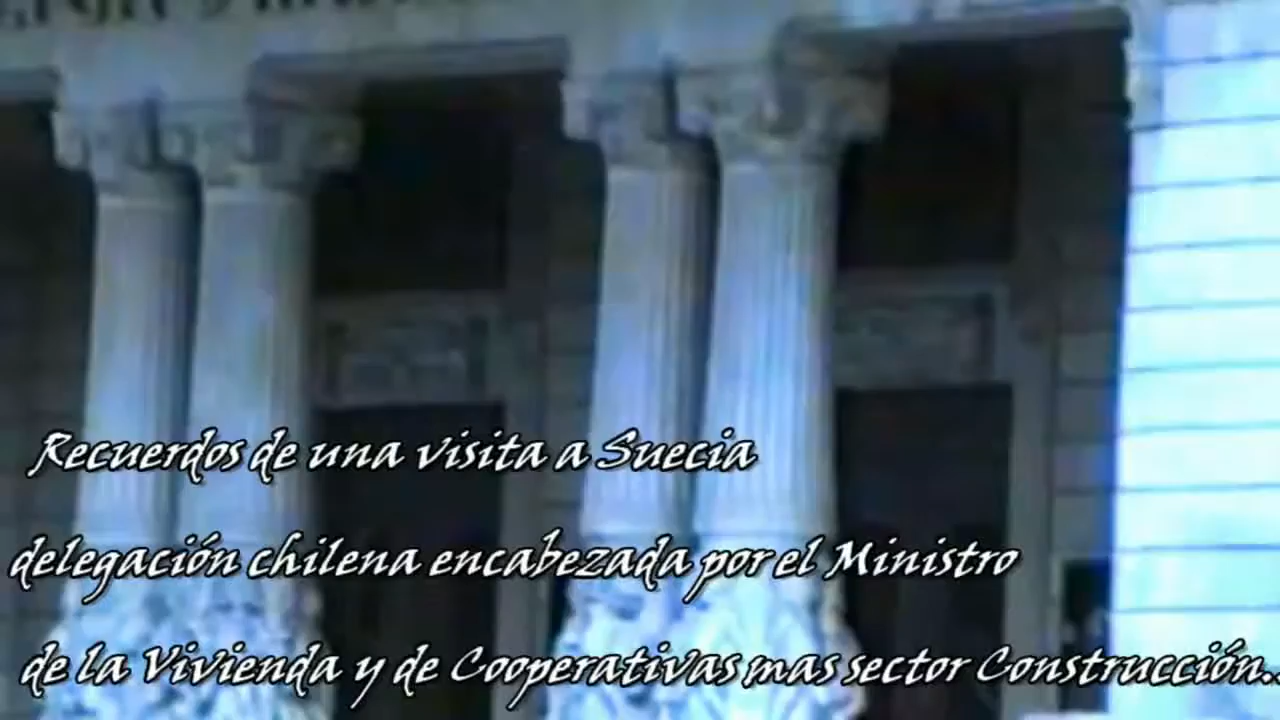 Recuerdos de una visita a Suecia
delegación chilena encabezada por el Ministro
de la Vivienda y de Cooperativas mas sector Construcción..